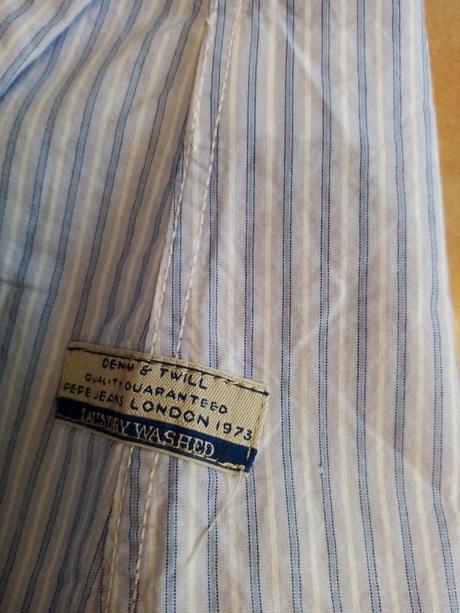 DENIM & TWILL
QUALITY GUARANTEED
PEPE JEANS LONDON 1973
LAUNDRY WASHED